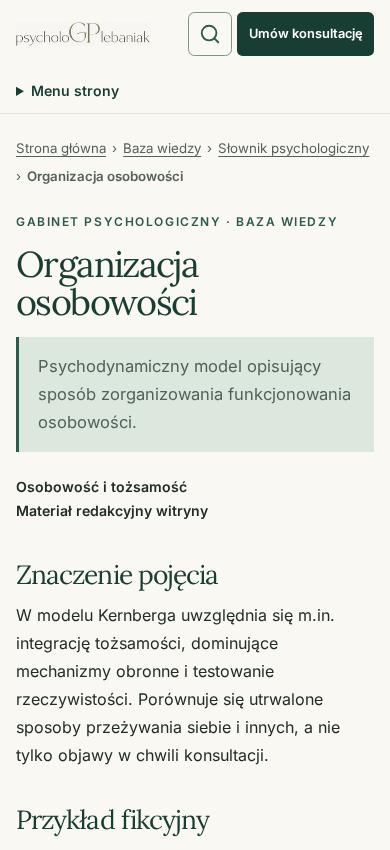 psycholoGPlebaniak
Umów konsultację
Menu strony
Strona główna › Baza wiedzy › Słownik psychologiczny
› Organizacja osobowości
GABINET PSYCHOLOGICZNY · BAZA WIEDZY
Organizacja
osobowości
Psychodynamiczny model opisujący
sposób zorganizowania funkcjonowania
osobowości.
Osobowość i tożsamość
Materiał redakcyjny witryny
Znaczenie pojęcia
W modelu Kernberga uwzględnia się m.in.
integrację tożsamości, dominujące
mechanizmy obronne i testowanie
rzeczywistości. Porównuje się utrwalone
sposoby przeżywania siebie i innych, a nie
tylko objawy w chwili konsultacji.
Przykład fikcyjny